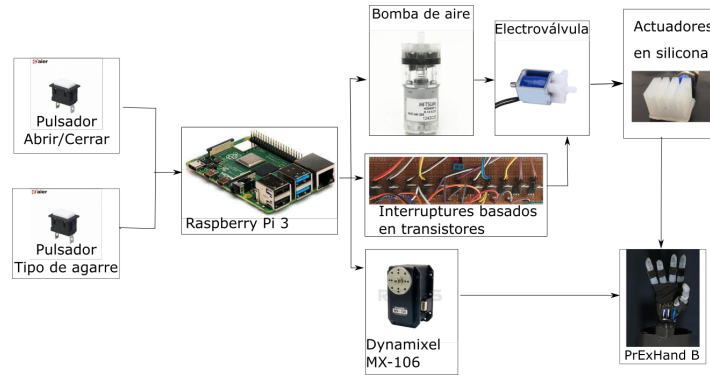 Bomba de aire
Electroválvula
Actuadores
en silicona
Pulsador
Abrir/Cerrar
Raspberry Pi 3
Interruptures basados
en transistores
Pulsador
Tipo de agarre
Dynamixel
MX-106
PrExHand B